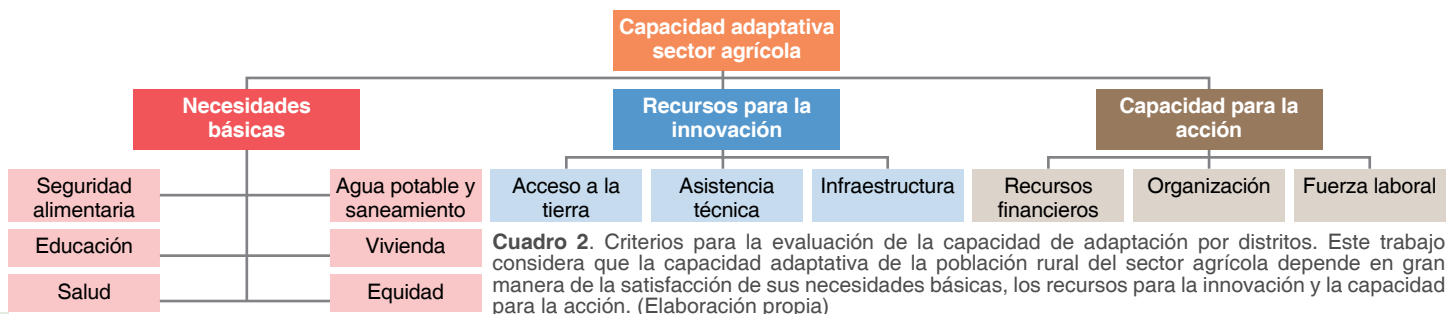 Capacidad adaptativa
sector agrícola
Necesidades
básicas
Recursos para la
innovación
Capacidad para la
acción
Seguridad
alimentaria
Agua potable y
saneamiento
Educación
Vivienda
Salud
Equidad
Acceso a la
tierra
Asistencia
técnica
Infraestructura
Recursos
financieros
Organización
Fuerza laboral
Cuadro 2. Criterios para la evaluación de la capacidad de adaptación por distritos. Este trabajo
considera que la capacidad adaptativa de la población rural del sector agrícola depende en gran
manera de la satisfacción de sus necesidades básicas, los recursos para la innovación y la capacidad
para la acción. (Elaboración propia)